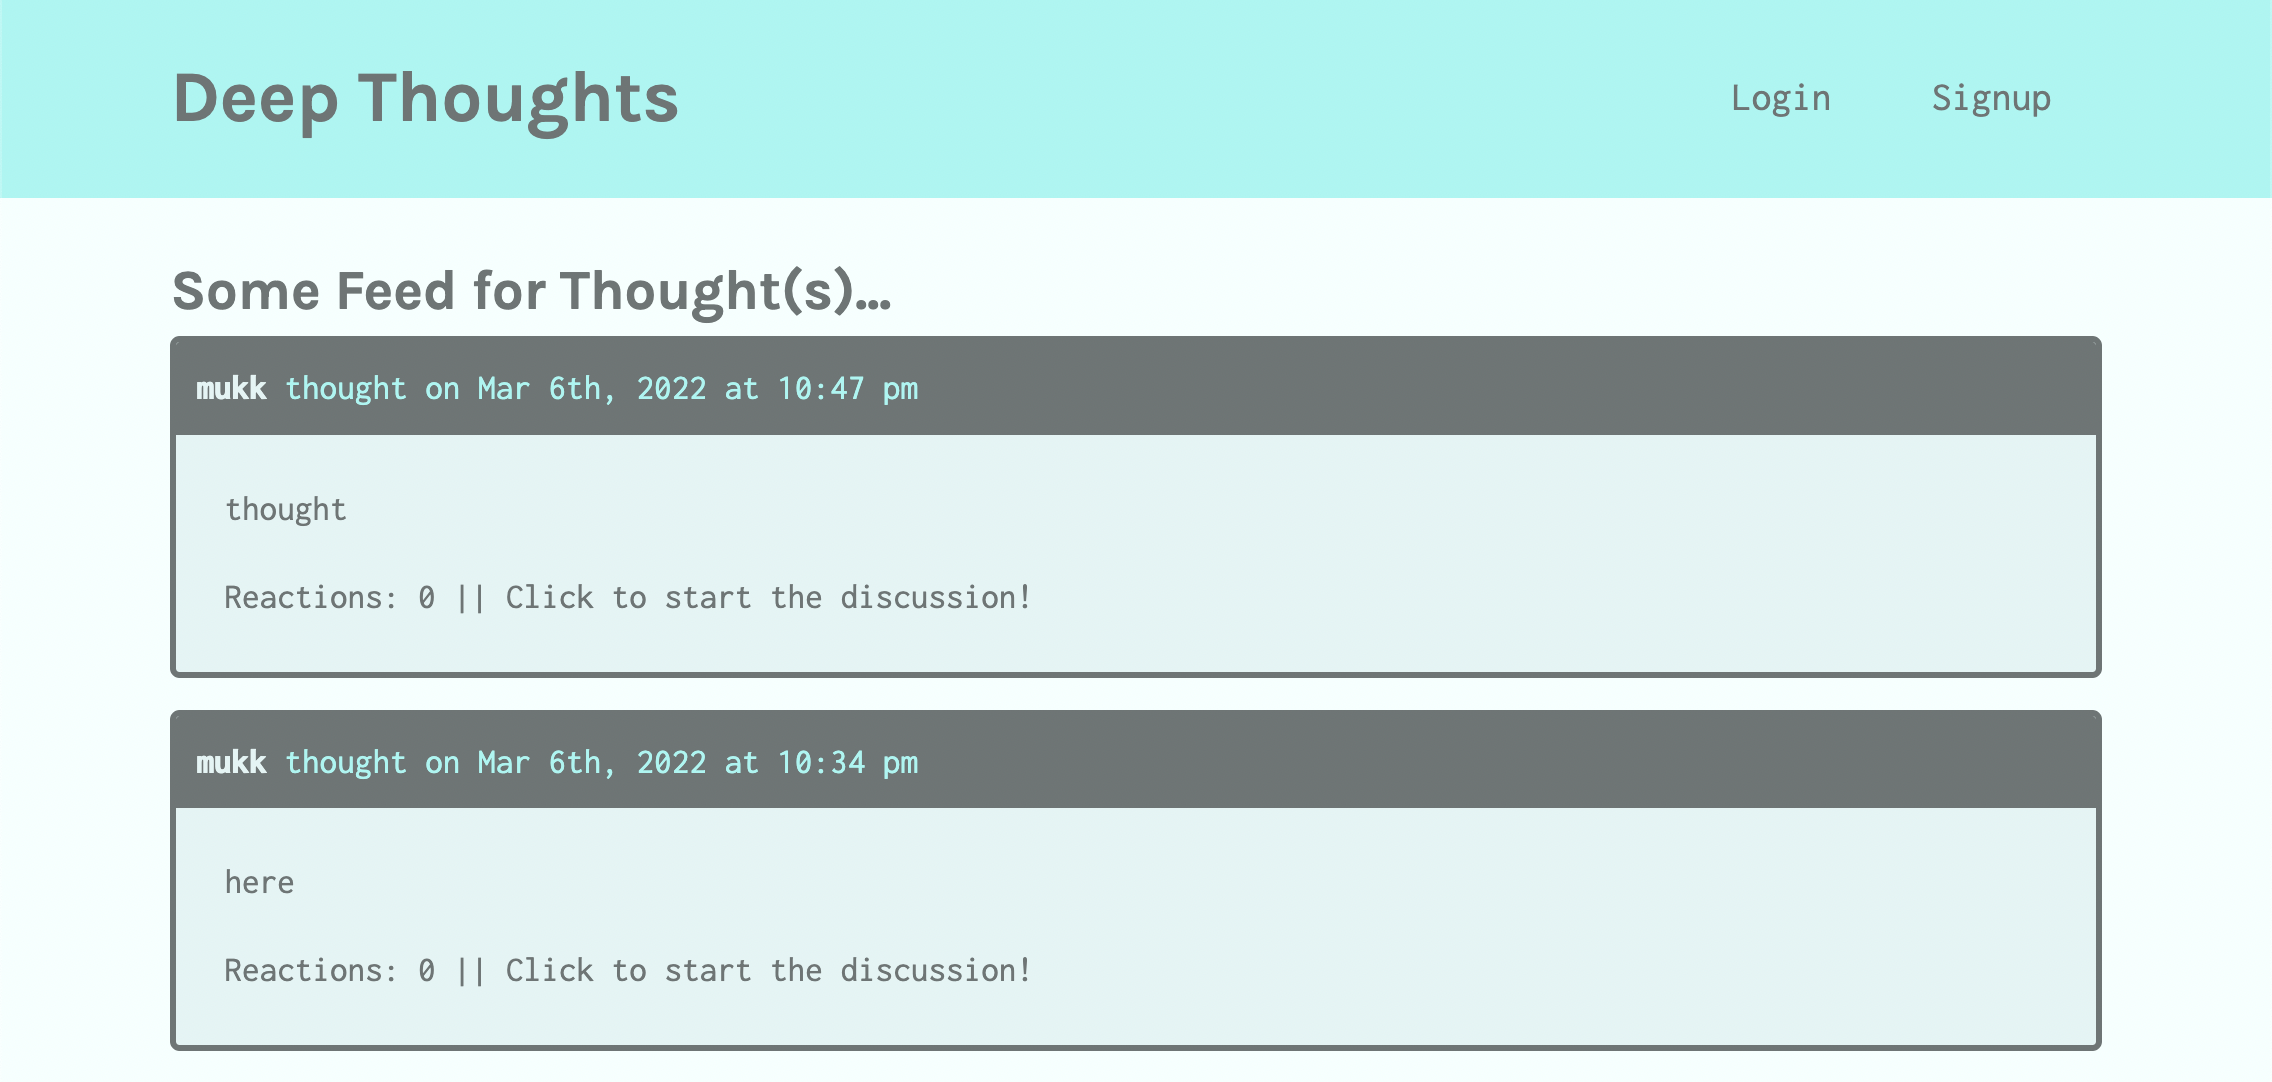 Deep Thoughts
Login
Signup
Some Feed for Thought(s)...
mukk thought on Mar 6th, 2022 at 10:47 pm
thought
Reactions: 0 || Click to start the discussion!
mukk thought on Mar 6th, 2022 at 10:34 pm
here
Reactions: 0 || Click to start the discussion!